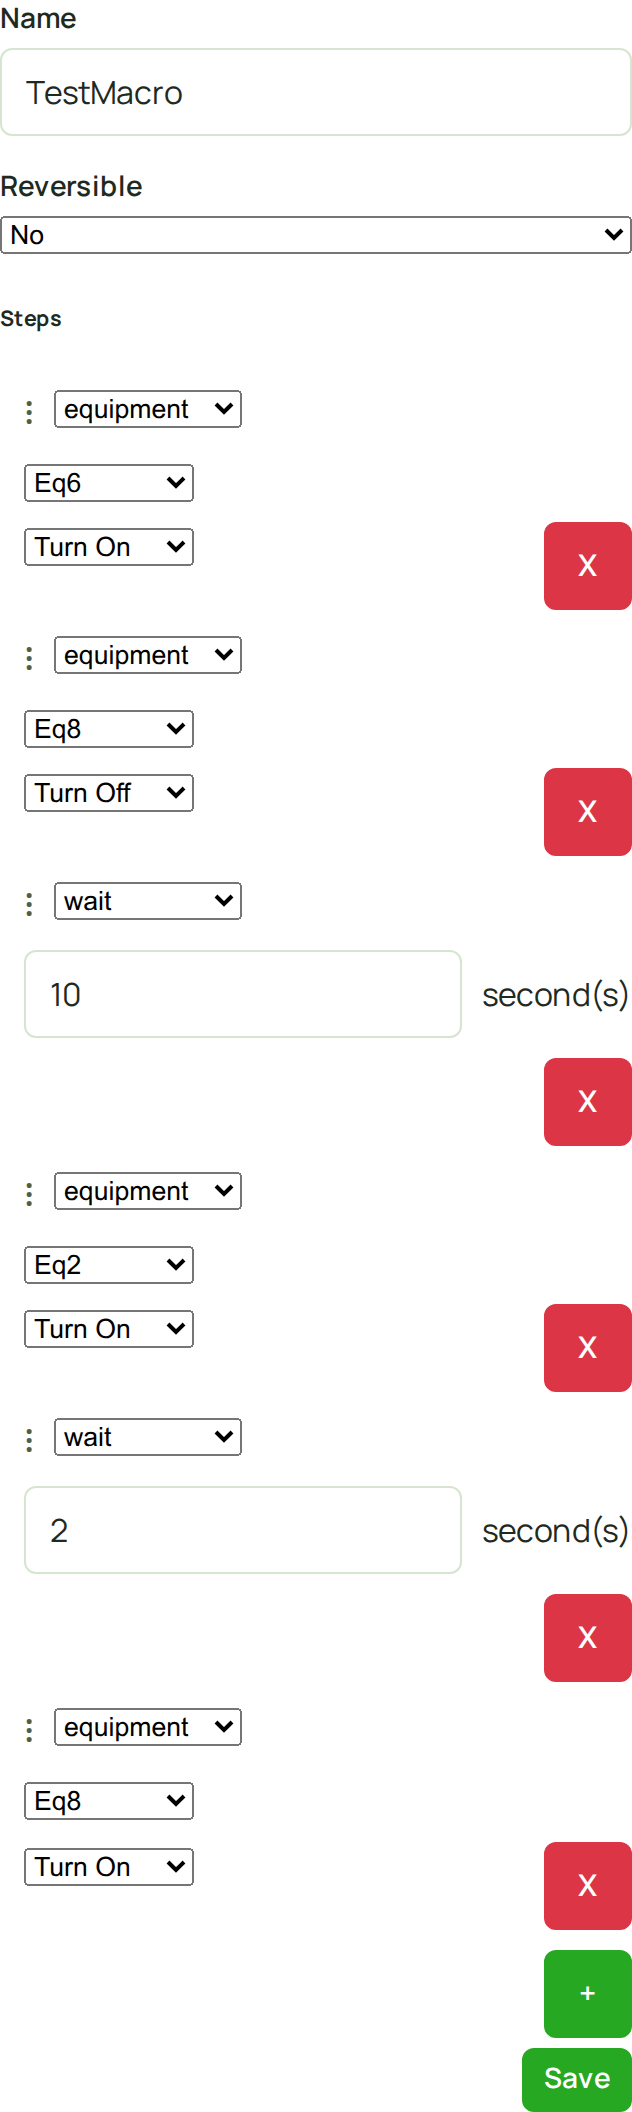 Name
TestMacro
Reversible
No
Steps
equipment
Eq6
Turn On
X
equipment
Eq8
Turn Off
X
wait
10 second(s)
X
equipment
Eq2
Turn On
X
wait
2 second(s)
X
equipment
Eq8
Turn On
X
+
Save